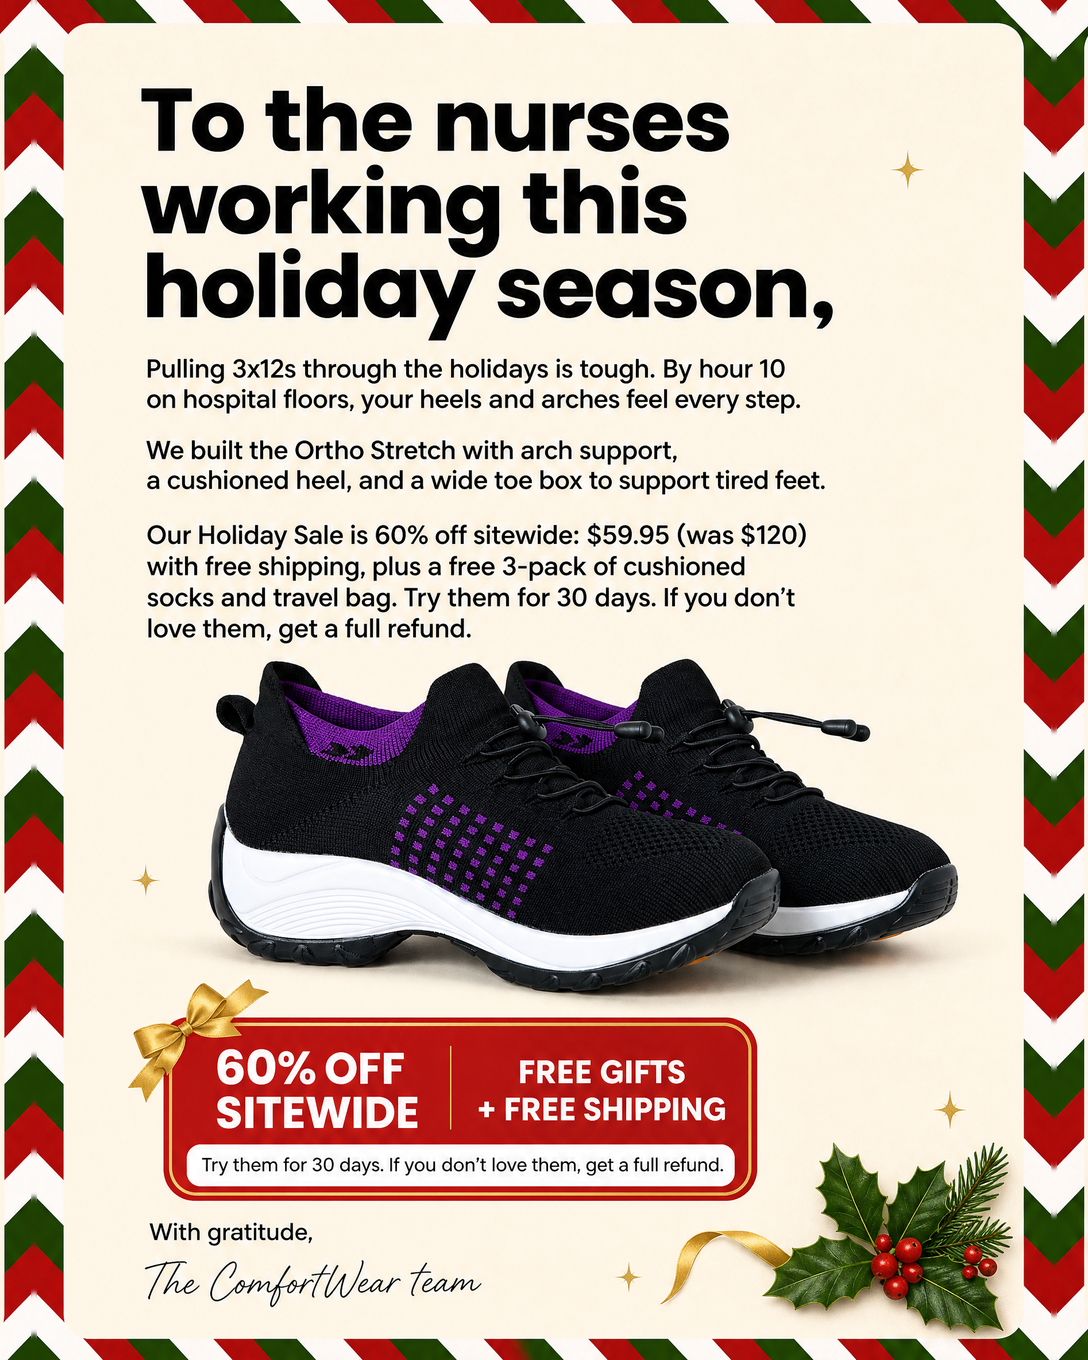 To the nurses
working this
holiday season,
Pulling 3x12s through the holidays is tough. By hour 10
on hospital floors, your heels and arches feel every step.
We built the Ortho Stretch with arch support,
a cushioned heel, and a wide toe box to support tired feet.
Our Holiday Sale is 60% off sitewide: $59.95 (was $120)
with free shipping, plus a free 3-pack of cushioned
socks and travel bag. Try them for 30 days. If you don’t
love them, get a full refund.
60% OFF
SITEWIDE
FREE GIFTS
+ FREE SHIPPING
Try them for 30 days. If you don’t love them, get a full refund.
With gratitude,
The ComfortWear team